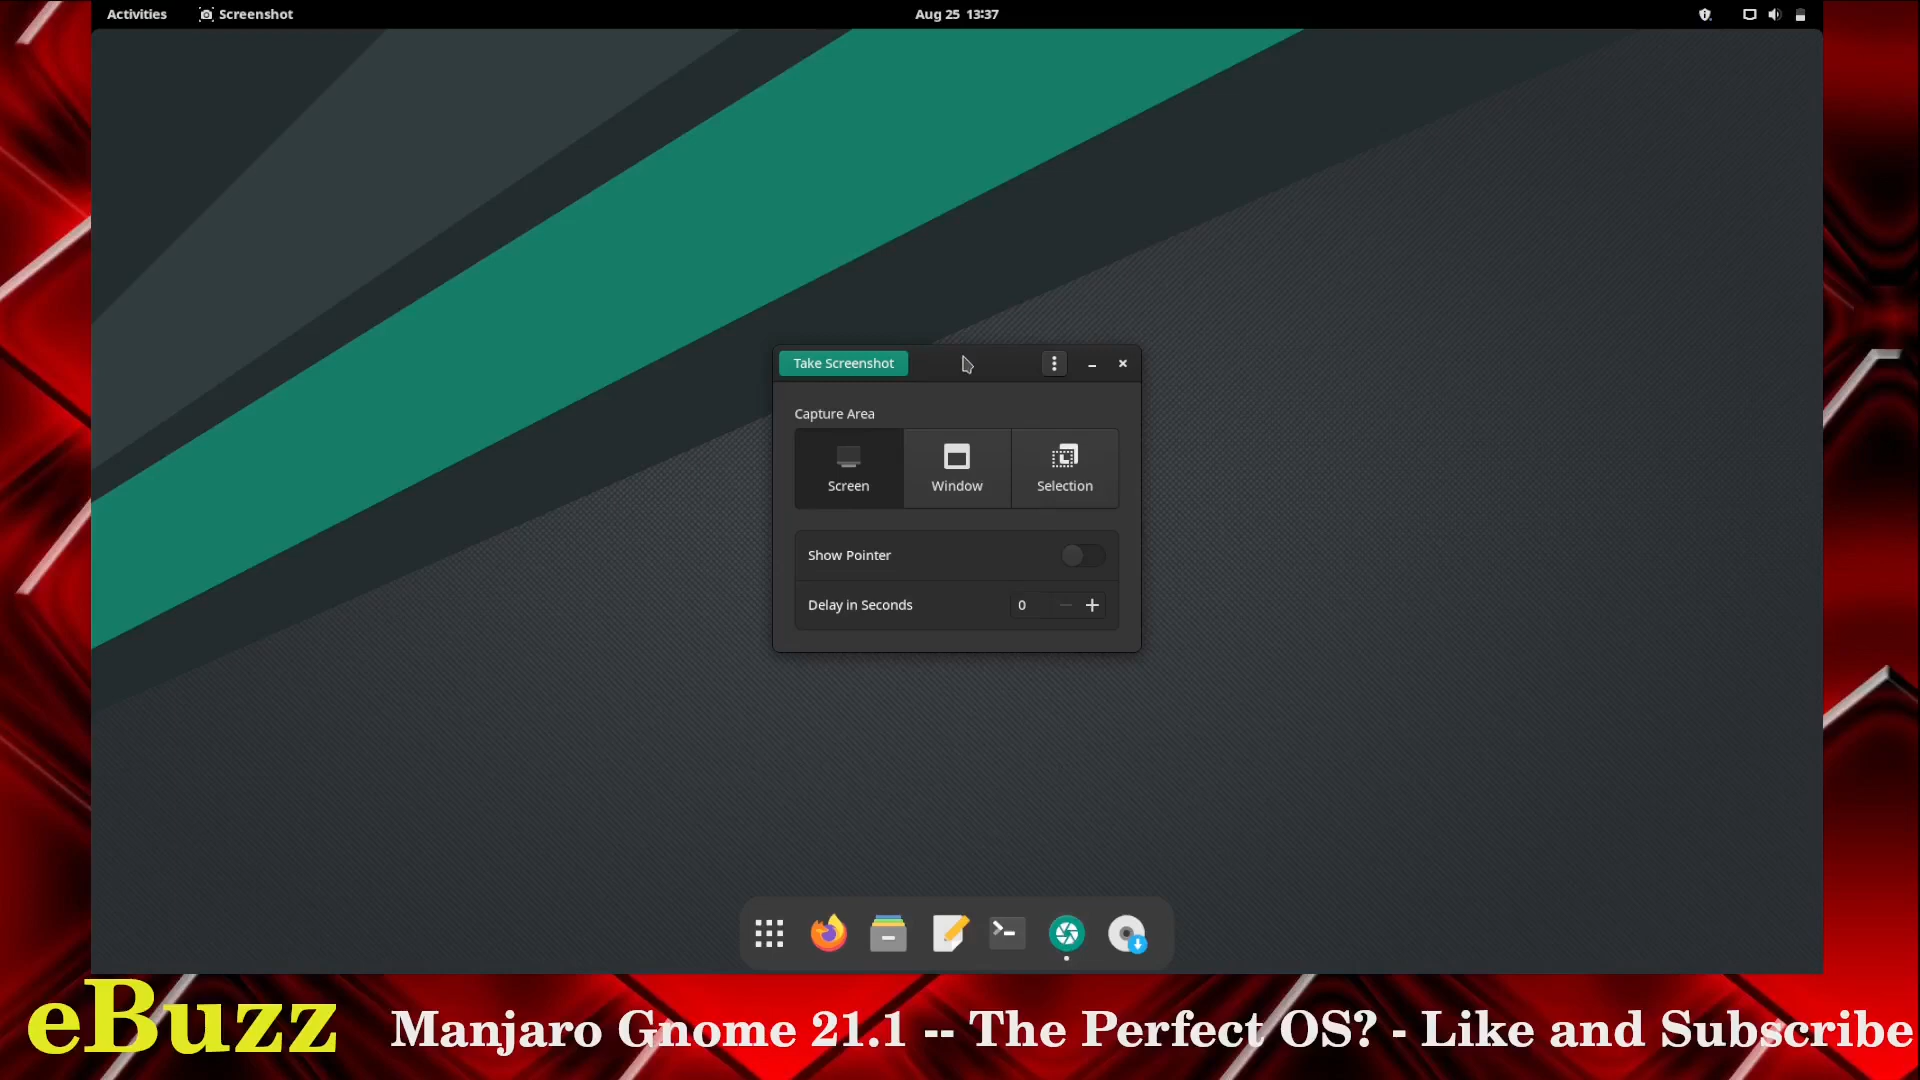 Activities Screenshot Aug 25 13:37
Take Screenshot
Capture Area
Screen Window Selection
Show Pointer
Delay in Seconds 0
eBuzz Manjaro Gnome 21.1 -- The Perfect OS? - Like and Subscribe